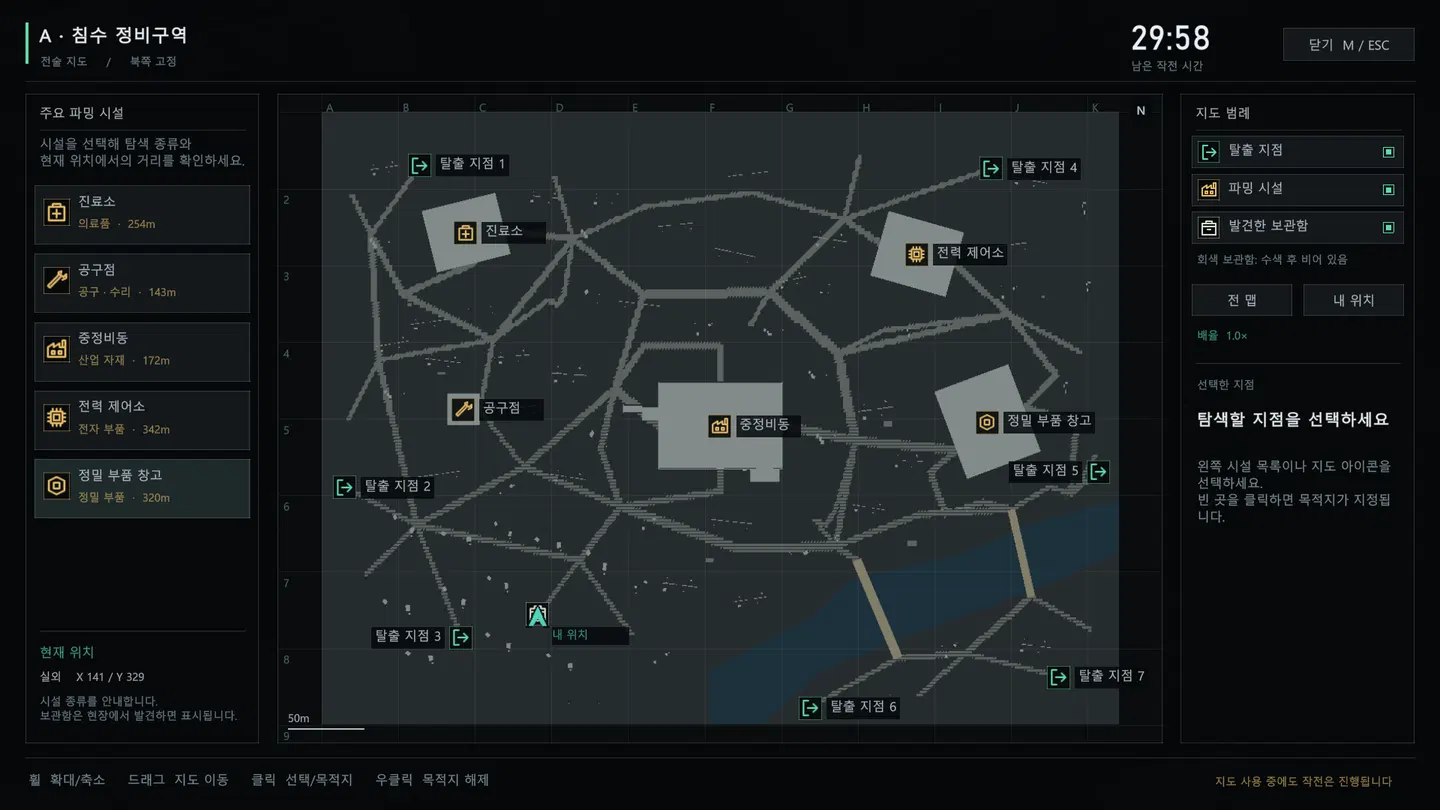 A · 침수 정비구역
전술 지도 / 북쪽 고정
29:58
남은 작전 시간
닫기 M / ESC
주요 파밍 시설
시설을 선택해 탐색 종류와
현재 위치에서의 거리를 확인하세요.
진료소
의료품 · 254m
공구점
공구 · 수리 · 143m
중정비동
산업 자재 · 172m
전력 제어소
전자 부품 · 342m
정밀 부품 창고
정밀 부품 · 320m
현재 위치
실외 X 141 / Y 329
시설 종류를 안내합니다.
보관함은 현장에서 발견하면 표시됩니다.
A B C D E F G H I J K
N
2
3
4
5
6
7
8
9
탈출 지점 1
탈출 지점 4
진료소
전력 제어소
공구점
중정비동
정밀 부품 창고
탈출 지점 5
탈출 지점 2
탈출 지점 3
내 위치
탈출 지점 7
탈출 지점 6
50m
지도 범례
탈출 지점
파밍 시설
발견한 보관함
회색 보관함: 수색 후 비어 있음
전 맵
내 위치
배율 1.0×
선택한 지점
탐색할 지점을 선택하세요
왼쪽 시설 목록이나 지도 아이콘을
선택하세요.
빈 곳을 클릭하면 목적지가 지정됩
니다.
휠 확대/축소 드래그 지도 이동 클릭 선택/목적지 우클릭 목적지 해제
지도 사용 중에도 작전은 진행됩니다